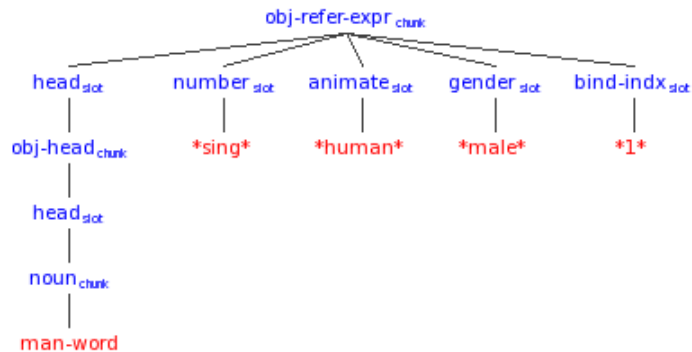 obj-refer-expr chunk
head slot number slot animate slot gender slot bind-indx slot
obj-head chunk *sing* *human* *male* *1*
head slot
noun chunk
man-word